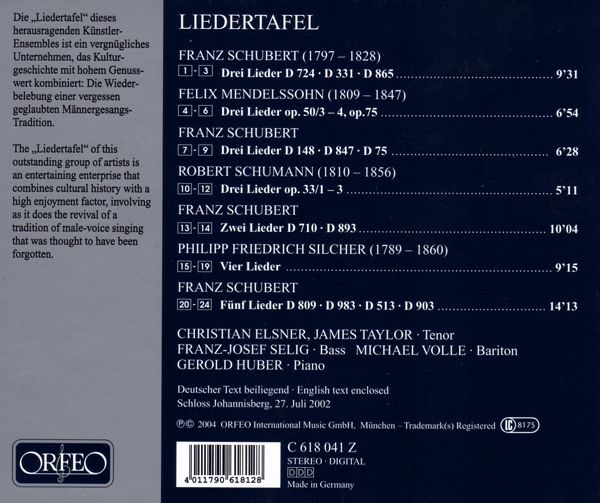 Die „Liedertafel“ dieses
herausragenden Künstler-
Ensembles ist ein vergnügliches
Unternehmen, das Kultur-
geschichte mit hohem Genuss-
wert kombiniert: Die Wieder-
belebung einer vergessen
geglaubten Männergesangs-
Tradition.
The „Liedertafel“ of this
outstanding group of artists is
an entertaining enterprise that
combines cultural history with
a high enjoyment factor, involving
as it does the revival of a
tradition of male-voice singing
that was thought to have been
forgotten.
ORFEO
LIEDERTAFEL
FRANZ SCHUBERT (1797 – 1828)
1 - 3 Drei Lieder D 724 · D 331 · D 865 9’31
FELIX MENDELSSOHN (1809 – 1847)
4 - 6 Drei Lieder op. 50/3 – 4, op.75 6’54
FRANZ SCHUBERT
7 - 9 Drei Lieder D 148 · D 847 · D 75 6’28
ROBERT SCHUMANN (1810 – 1856)
10 - 12 Drei Lieder op. 33/1 – 3 5’11
FRANZ SCHUBERT
13 - 14 Zwei Lieder D 710 · D 893 10’04
PHILIPP FRIEDRICH SILCHER (1789 – 1860)
15 - 19 Vier Lieder 9’15
FRANZ SCHUBERT
20 - 24 Fünf Lieder D 809 · D 983 · D 513 · D 903 14’13
CHRISTIAN ELSNER, JAMES TAYLOR · Tenor
FRANZ-JOSEF SELIG · Bass MICHAEL VOLLE · Bariton
GEROLD HUBER · Piano
Deutscher Text beiliegend · English text enclosed
Schloss Johannisberg, 27. Juli 2002
℗© 2004 ORFEO International Music GmbH, München – Trademark(s) Registered LC 8175
4 011790 618128
C 618 041 Z
STEREO · DIGITAL
DDD
Made in Germany